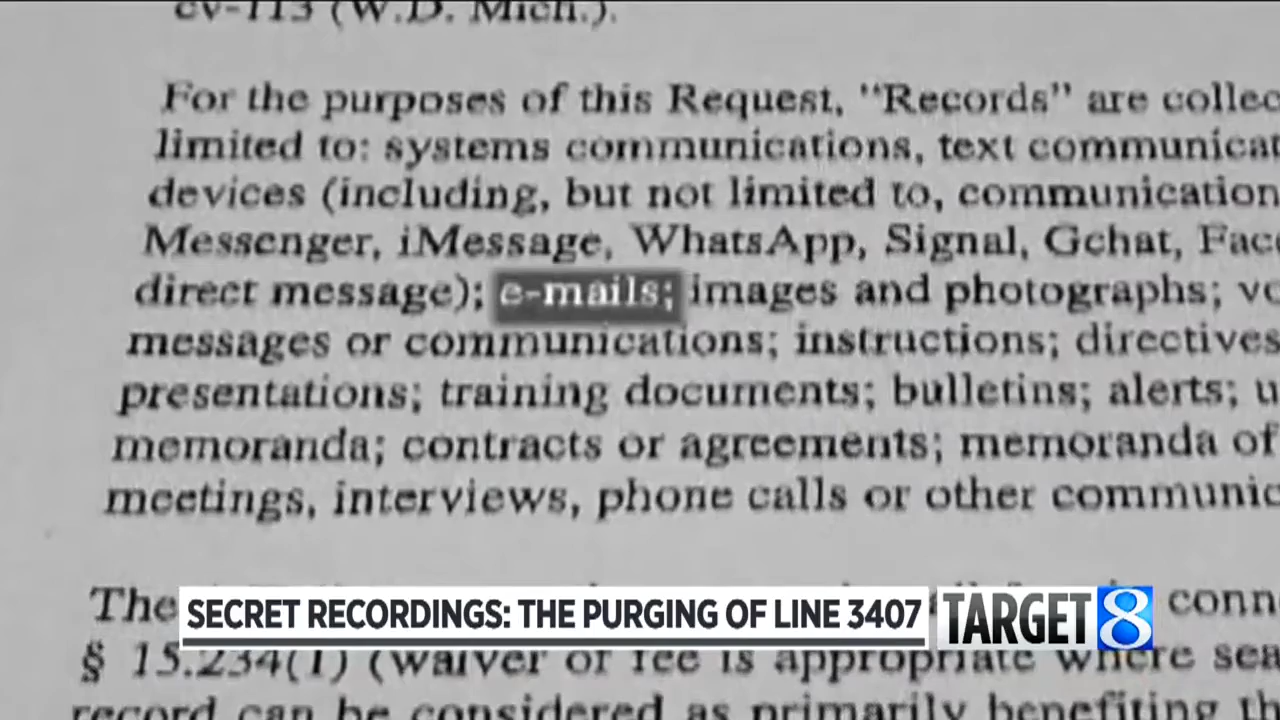 cv-113 (W.D. Mich.).
For the purposes of this Request, "Records" are collec
limited to: systems communications, text communicat
devices (including, but not limited to, communication
Messenger, iMessage, WhatsApp, Signal, Gchat, Fac
direct message); e-mails; images and photographs; vo
messages or communications; instructions; directives
presentations; training documents; bulletins; alerts; u
memoranda; contracts or agreements; memoranda of
meetings, interviews, phone calls or other communic
The conn
SECRET RECORDINGS: THE PURGING OF LINE 3407 TARGET 8
§ 15.234(1) (waiver of fee is appropriate where sea
record can be considered as primarily benefiting th